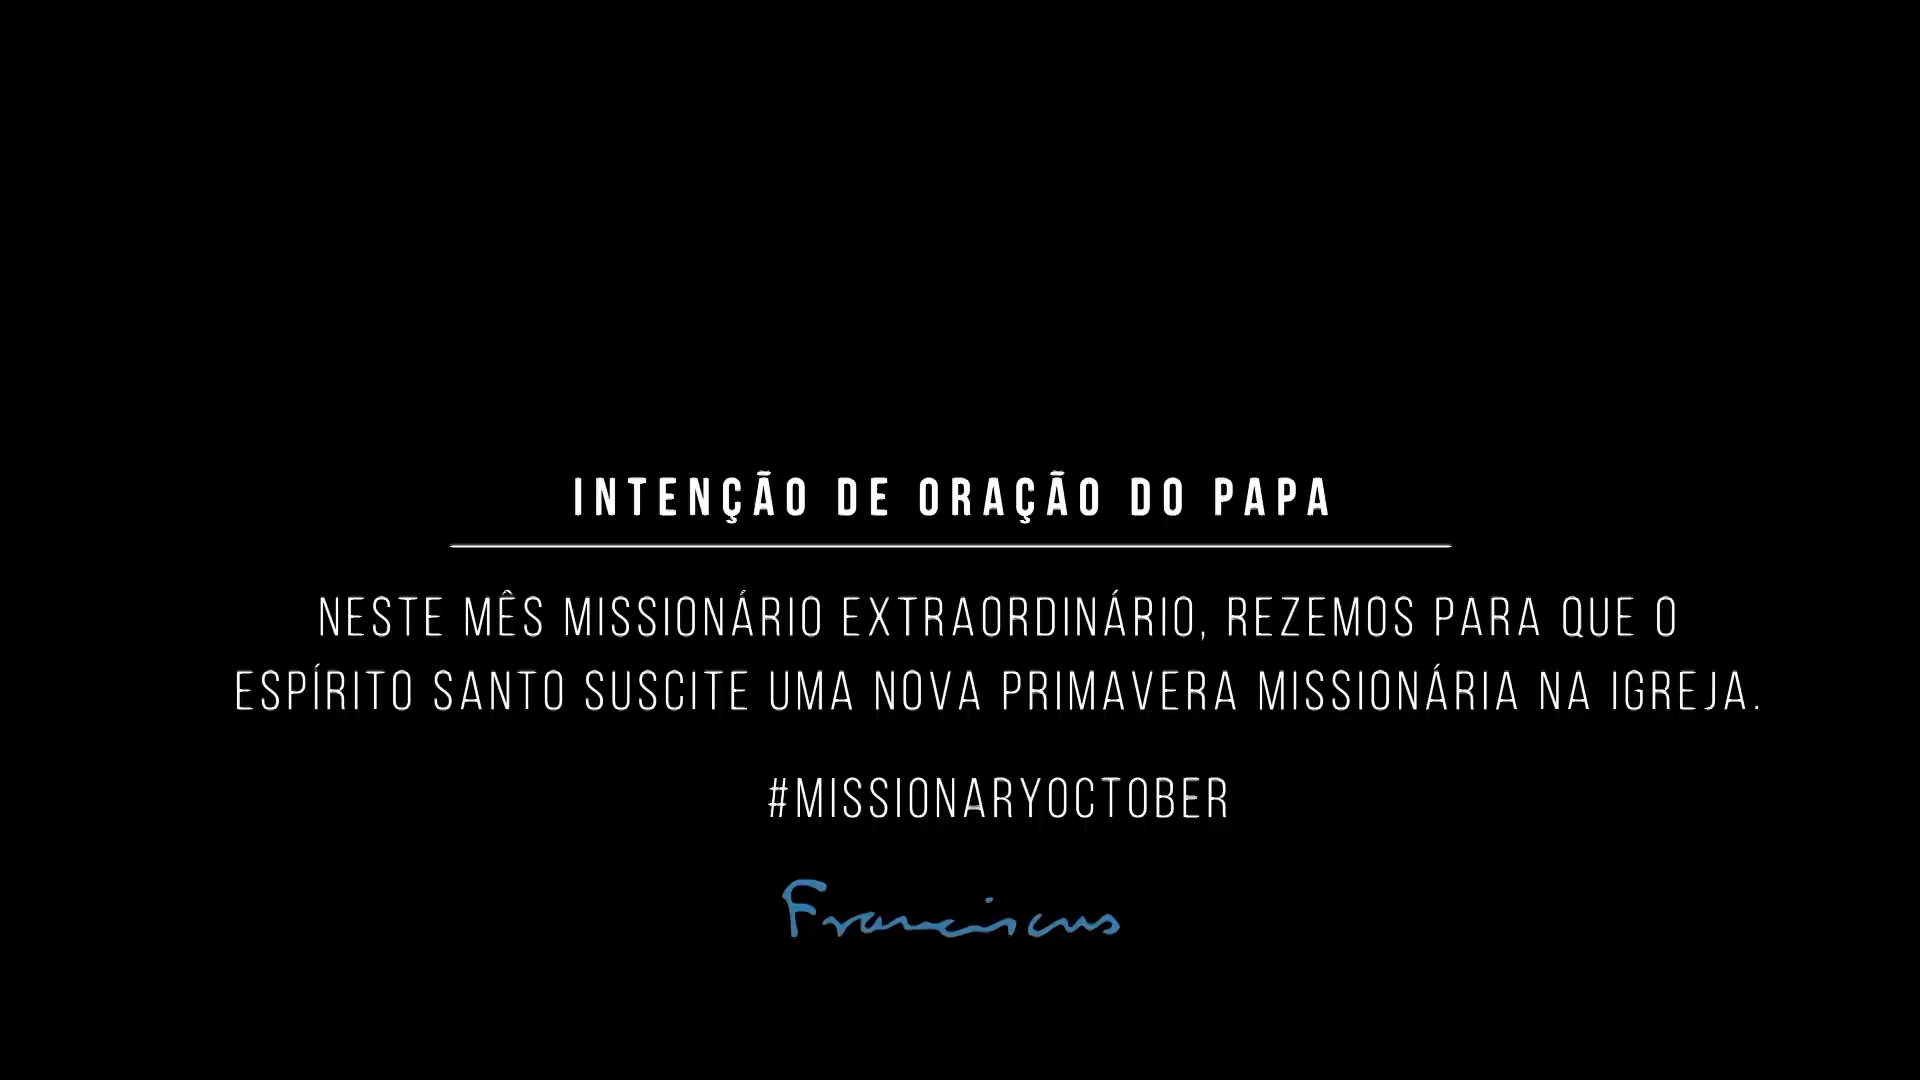 INTENÇÃO DE ORAÇÃO DO PAPA
NESTE MÊS MISSIONÁRIO EXTRAORDINÁRIO, REZEMOS PARA QUE O
ESPÍRITO SANTO SUSCITE UMA NOVA PRIMAVERA MISSIONÁRIA NA IGREJA.
#MISSIONARYOCTOBER
Franciscus